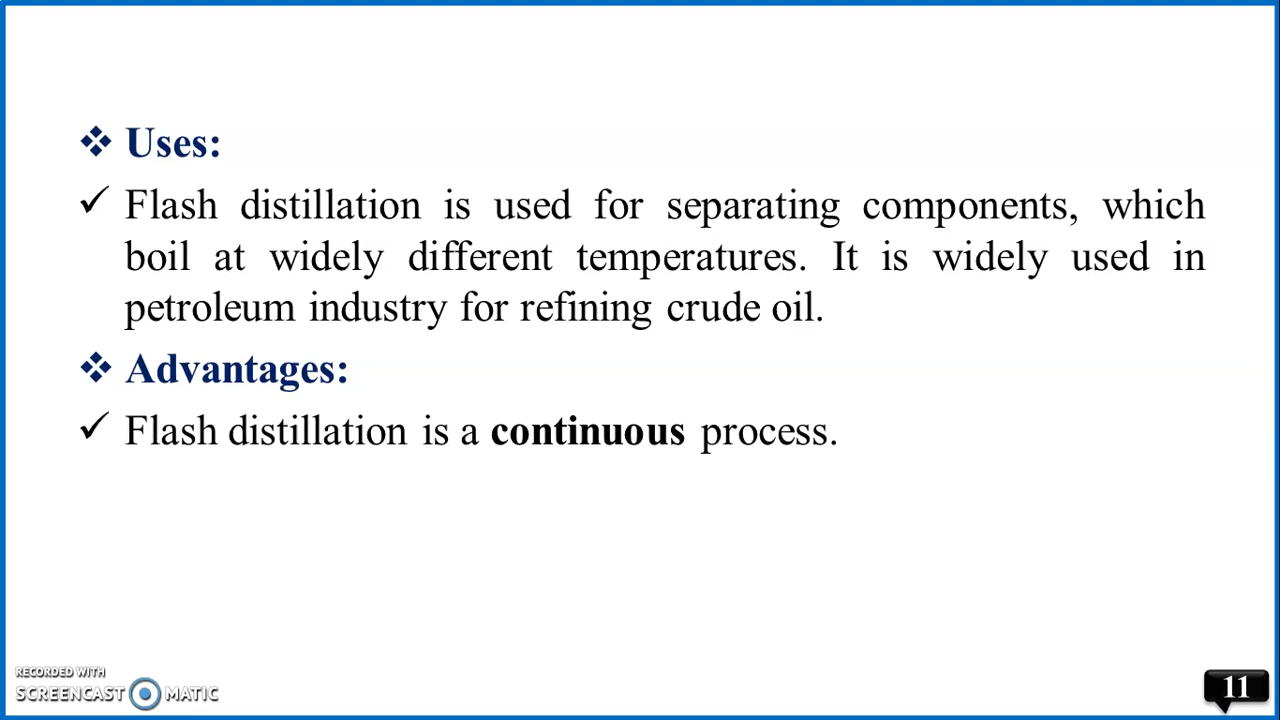 ❖ Uses:
✓ Flash distillation is used for separating components, which
boil at widely different temperatures. It is widely used in
petroleum industry for refining crude oil.
❖ Advantages:
✓ Flash distillation is a continuous process.
RECORDED WITH
SCREENCAST MATIC
11